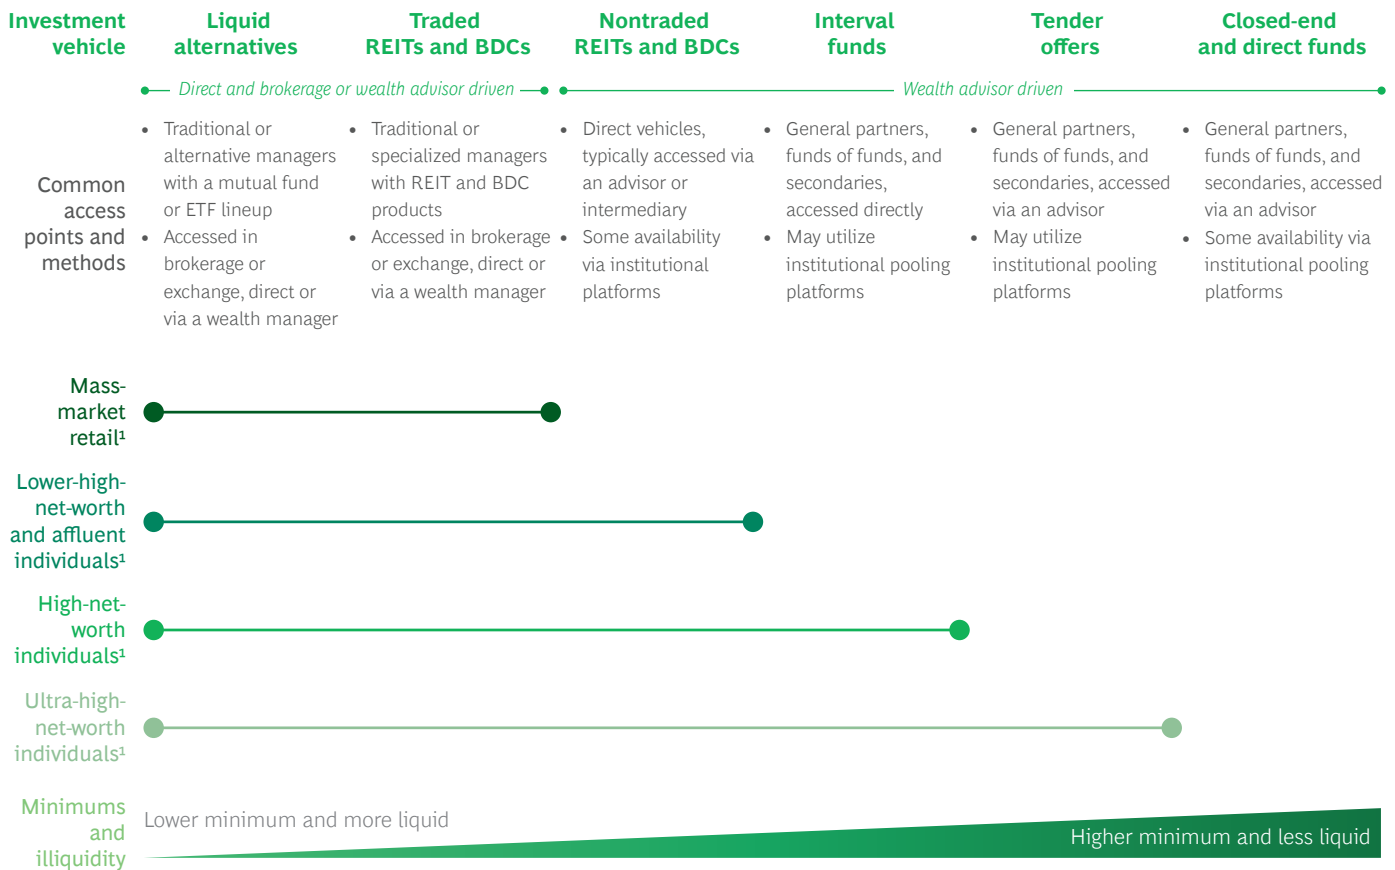 Investment vehicle
Liquid alternatives
Traded REITs and BDCs
Nontraded REITs and BDCs
Interval funds
Tender offers
Closed-end and direct funds
Direct and brokerage or wealth advisor driven
Wealth advisor driven
Common
access
points and
methods
• Traditional or
alternative managers
with a mutual fund
or ETF lineup
• Accessed in
brokerage or
exchange, direct or
via a wealth manager
• Traditional or
specialized managers
with REIT and BDC
products
• Accessed in brokerage
or exchange, direct or
via a wealth manager
• Direct vehicles,
typically accessed via
an advisor or
intermediary
• Some availability
via institutional
platforms
• General partners,
funds of funds, and
secondaries,
accessed directly
• May utilize
institutional pooling
platforms
• General partners,
funds of funds, and
secondaries, accessed
via an advisor
• May utilize
institutional pooling
platforms
• General partners,
funds of funds, and
secondaries, accessed
via an advisor
• Some availability via
institutional pooling
platforms
Mass-
market
retail¹
Lower-high-
net-worth
and affluent
individuals¹
High-net-
worth
individuals¹
Ultra-high-
net-worth
individuals¹
Minimums
and
illiquidity
Lower minimum and more liquid
Higher minimum and less liquid